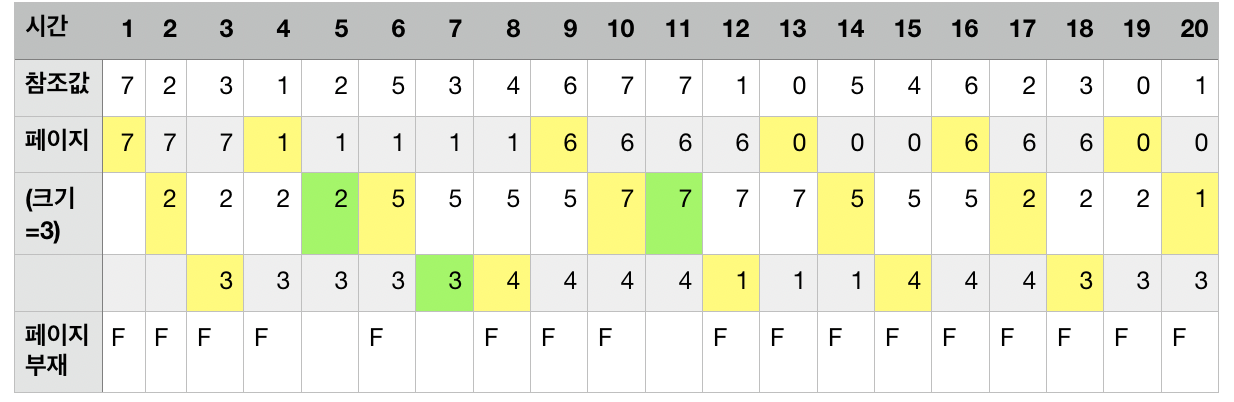 시간 1 2 3 4 5 6 7 8 9 10 11 12 13 14 15 16 17 18 19 20
참조값 7 2 3 1 2 5 3 4 6 7 7 1 0 5 4 6 2 3 0 1
페이지 7 7 7 1 1 1 1 1 6 6 6 6 0 0 0 6 6 6 0 0
(크기 2 2 2 2 5 5 5 5 7 7 7 7 5 5 5 2 2 2 1
=3)
3 3 3 3 3 4 4 4 4 1 1 1 4 4 4 3 3 3
페이지 F F F F F F F F F F F F F F F F F
부재